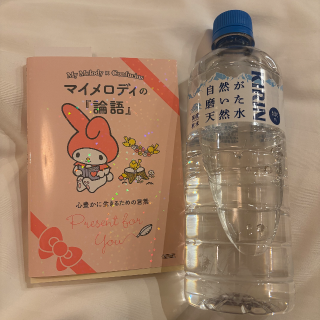 My Melody × Confucius
マイメロディの
『論語』
心豊かに生きるための言葉
Present for
You
KIRIN
自然が
磨いた
天然水